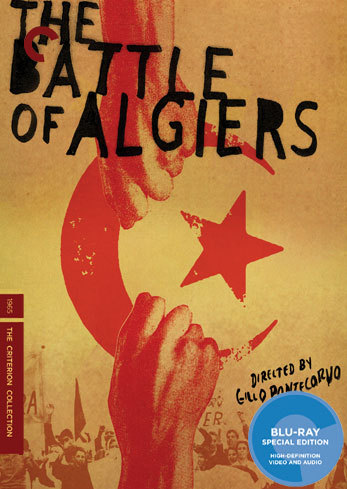 THE
BATTLE
OF ALGIERS
1965
THE CRITERION COLLECTION
DIRECTED BY
GILLO PONTECORVO
ER.
BLU-RAY
SPECIAL EDITION
HIGH-DEFINITION
VIDEO AND AUDIO